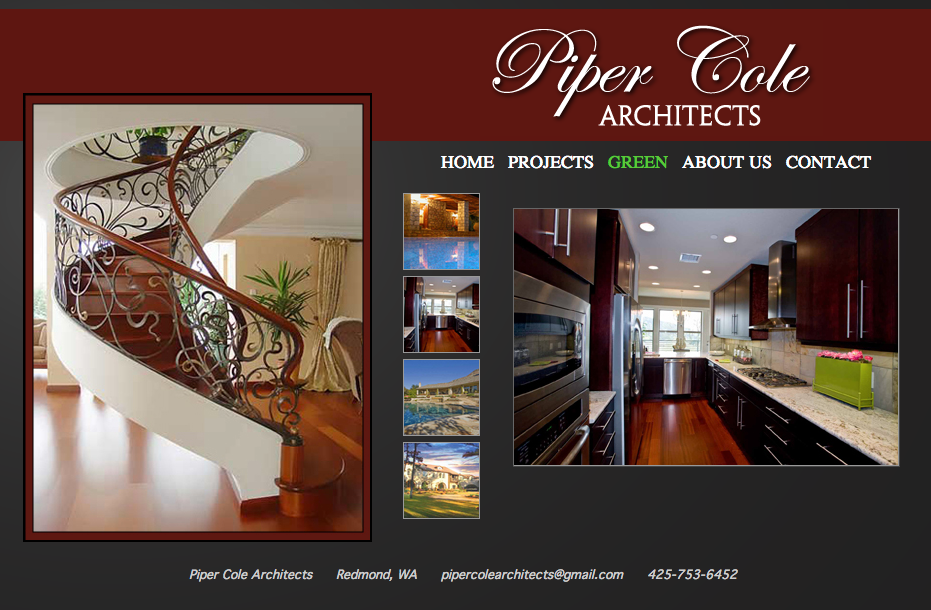 Piper Cole
ARCHITECTS
HOME PROJECTS GREEN ABOUT US CONTACT
Piper Cole Architects Redmond, WA pipercolearchitects@gmail.com 425-753-6452